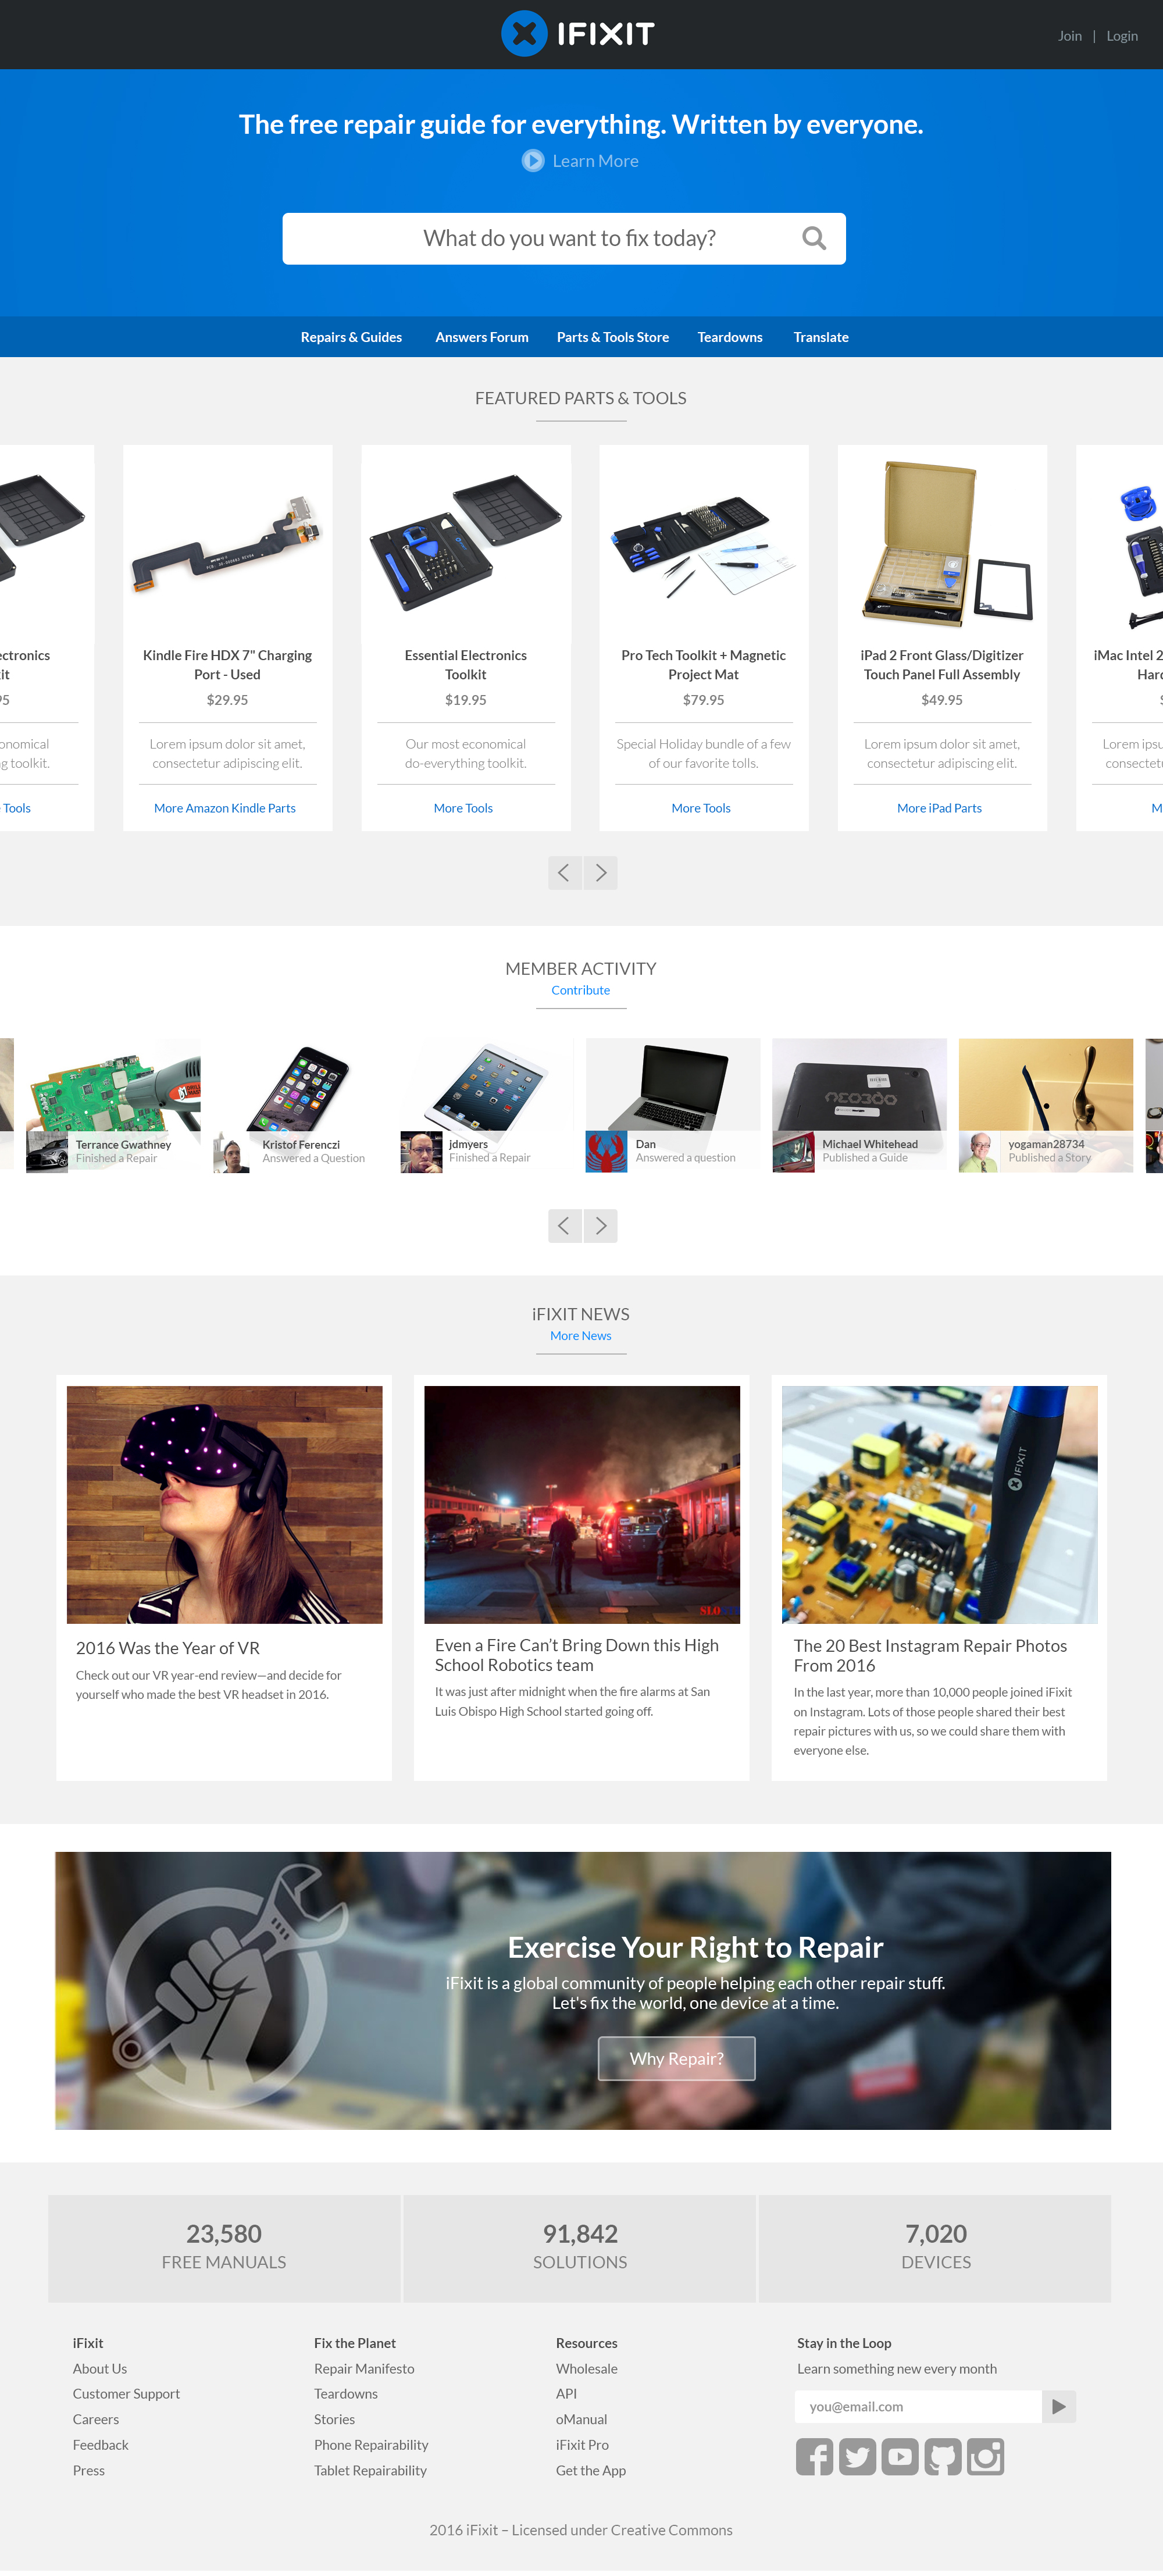 IFIXIT
Join | Login
The free repair guide for everything. Written by everyone.
Learn More
What do you want to fix today?
Repairs & Guides Answers Forum Parts & Tools Store Teardowns Translate
FEATURED PARTS & TOOLS
ectronics
it
95
onomical
g toolkit.
Tools
Kindle Fire HDX 7" Charging
Port - Used
$29.95
Lorem ipsum dolor sit amet,
consectetur adipiscing elit.
More Amazon Kindle Parts
Essential Electronics
Toolkit
$19.95
Our most economical
do-everything toolkit.
More Tools
Pro Tech Toolkit + Magnetic
Project Mat
$79.95
Special Holiday bundle of a few
of our favorite tolls.
More Tools
iPad 2 Front Glass/Digitizer
Touch Panel Full Assembly
$49.95
Lorem ipsum dolor sit amet,
consectetur adipiscing elit.
More iPad Parts
iMac Intel 2
Hard
$
Lorem ipsu
consectetu
M
MEMBER ACTIVITY
Contribute
Terrance Gwathney
Finished a Repair
Kristof Ferenczi
Answered a Question
jdmyers
Finished a Repair
Dan
Answered a question
NEO360
Michael Whitehead
Published a Guide
yogaman28734
Published a Story
iFIXIT NEWS
More News
2016 Was the Year of VR
Check out our VR year-end review—and decide for
yourself who made the best VR headset in 2016.
SLO
Even a Fire Can’t Bring Down this High
School Robotics team
It was just after midnight when the fire alarms at San
Luis Obispo High School started going off.
IFIXIT
The 20 Best Instagram Repair Photos
From 2016
In the last year, more than 10,000 people joined iFixit
on Instagram. Lots of those people shared their best
repair pictures with us, so we could share them with
everyone else.
Exercise Your Right to Repair
iFixit is a global community of people helping each other repair stuff.
Let's fix the world, one device at a time.
Why Repair?
23,580
FREE MANUALS
91,842
SOLUTIONS
7,020
DEVICES
iFixit
About Us
Customer Support
Careers
Feedback
Press
Fix the Planet
Repair Manifesto
Teardowns
Stories
Phone Repairability
Tablet Repairability
Resources
Wholesale
API
oManual
iFixit Pro
Get the App
Stay in the Loop
Learn something new every month
you@email.com
2016 iFixit – Licensed under Creative Commons